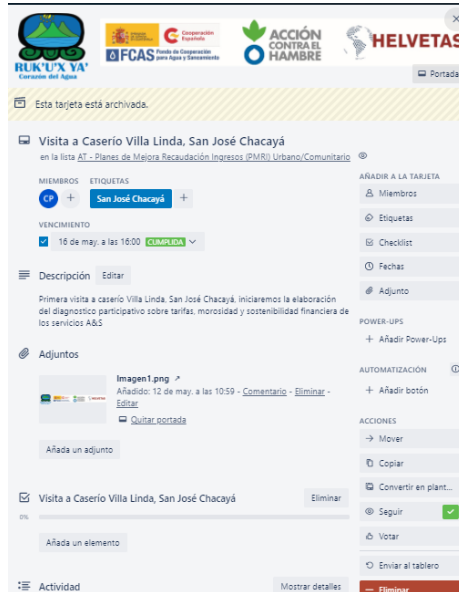 RUK'U'X YA'
Corazón del Agua
Cooperación
Española
FCAS Fondo de Cooperación
para Agua y Saneamiento
ACCIÓN
CONTRA EL
HAMBRE
HELVETAS
Portada
Esta tarjeta está archivada.
Visita a Caserío Villa Linda, San José Chacayá
en la lista AT - Planes de Mejora Recaudación Ingresos (PMRI) Urbano/Comunitario
MIEMBROS ETIQUETAS
CP + San José Chacayá +
VENCIMIENTO
16 de may. a las 16:00 CUMPLIDA
Descripción Editar
Primera visita a caserío Villa Linda, San José Chacayá, iniciaremos la elaboración
del diagnostico participativo sobre tarifas, morosidad y sostenibilidad financiera de
los servicios A&S
Adjuntos
Imagen1.png ↗
Añadido: 12 de may. a las 10:59 - Comentario - Eliminar -
Editar
Quitar portada
Añada un adjunto
Visita a Caserío Villa Linda, San José Chacayá Eliminar
0%
Añada un elemento
Actividad Mostrar detalles
AÑADIR A LA TARJETA
Miembros
Etiquetas
Checklist
Fechas
Adjunto
POWER-UPS
+ Añadir Power-Ups
AUTOMATIZACIÓN
+ Añadir botón
ACCIONES
→ Mover
Copiar
Convertir en plant...
Seguir
Votar
Enviar al tablero
Eliminar